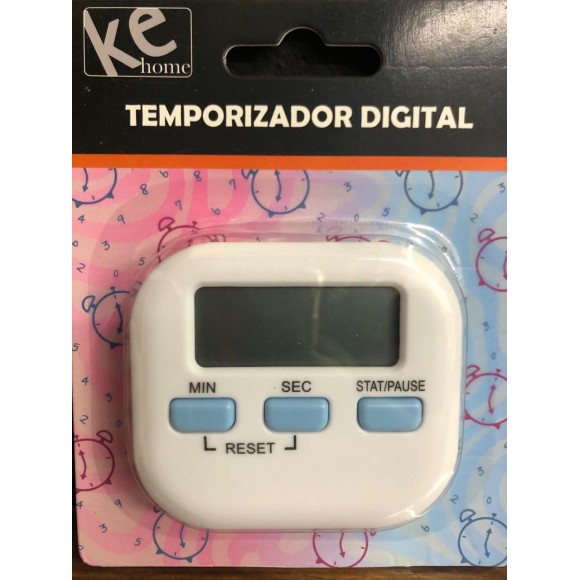 ke
home
TEMPORIZADOR DIGITAL
MIN SEC STAT/PAUSE
RESET